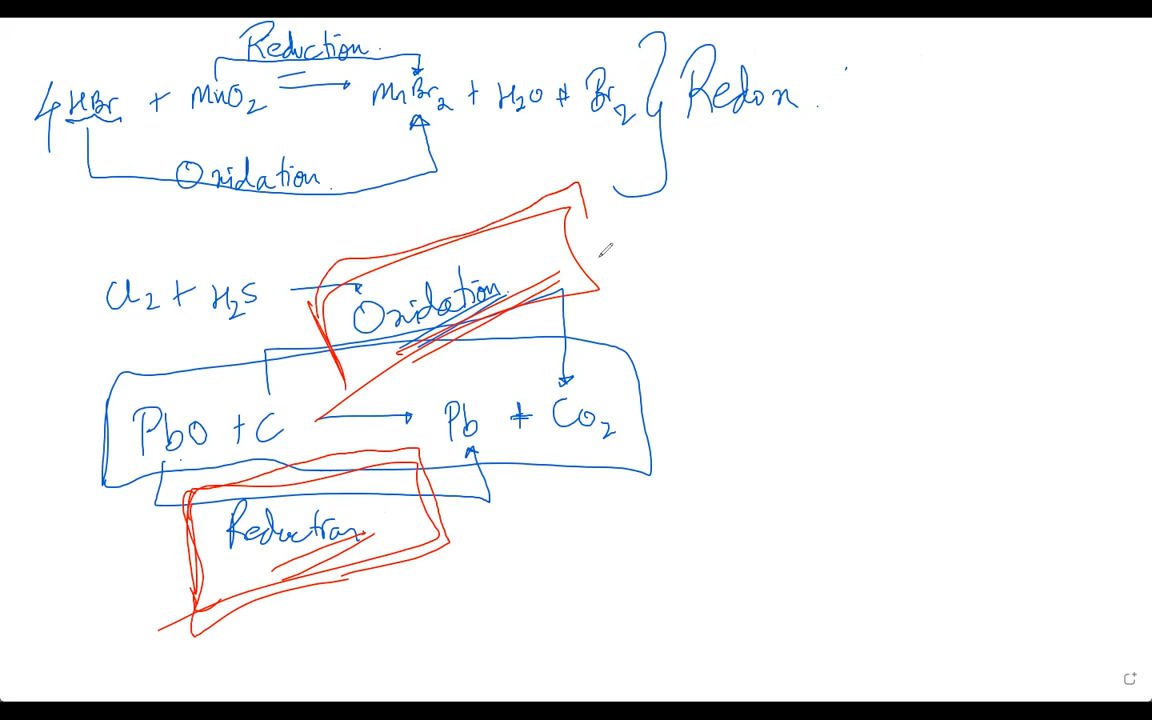 Reduction.
4HBr + MnO2 → MnBr2 + H2O + Br2 } Redox.
Oxidation.
Cl2 + H2S →
Oxidation.
PbO + C → Pb + CO2
Reduction